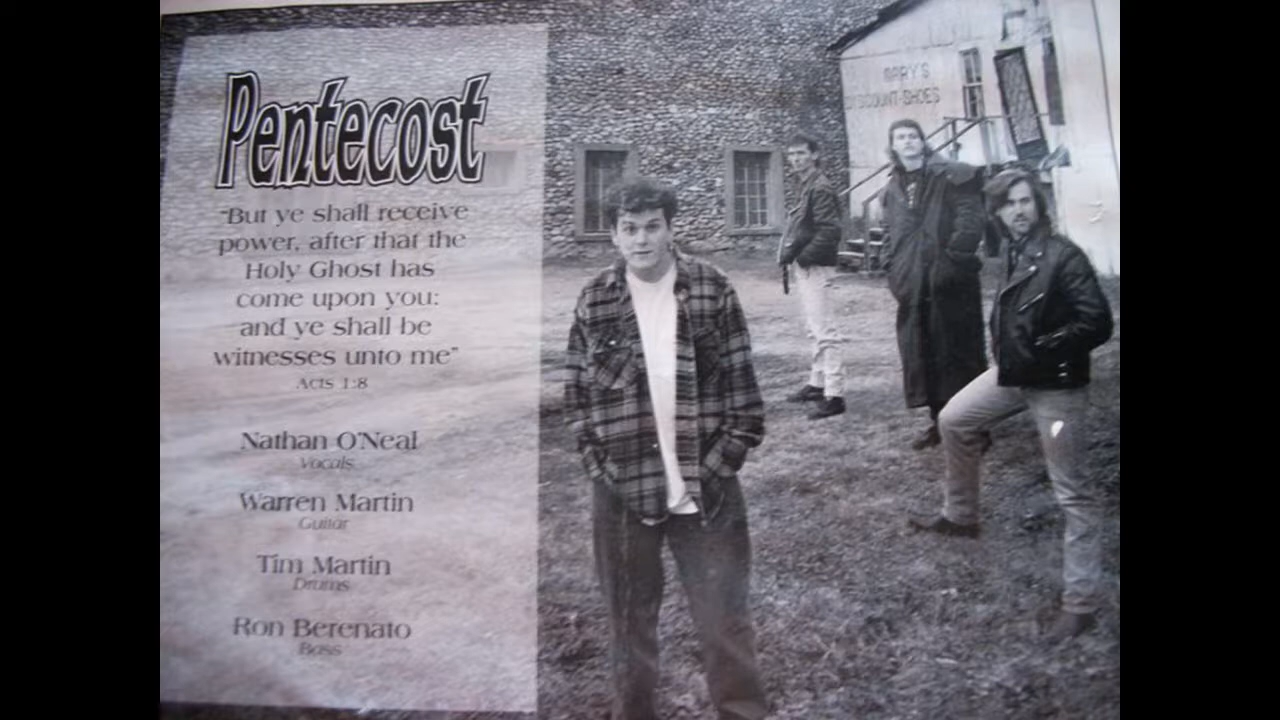 Pentecost
"But ye shall receive
power, after that the
Holy Ghost has
come upon you:
and ye shall be
witnesses unto me"
Acts 1:8
Nathan O'Neal
Vocals
Warren Martin
Guitar
Tim Martin
Drums
Ron Berenato
Bass
MARY'S
DISCOUNT-SHOES